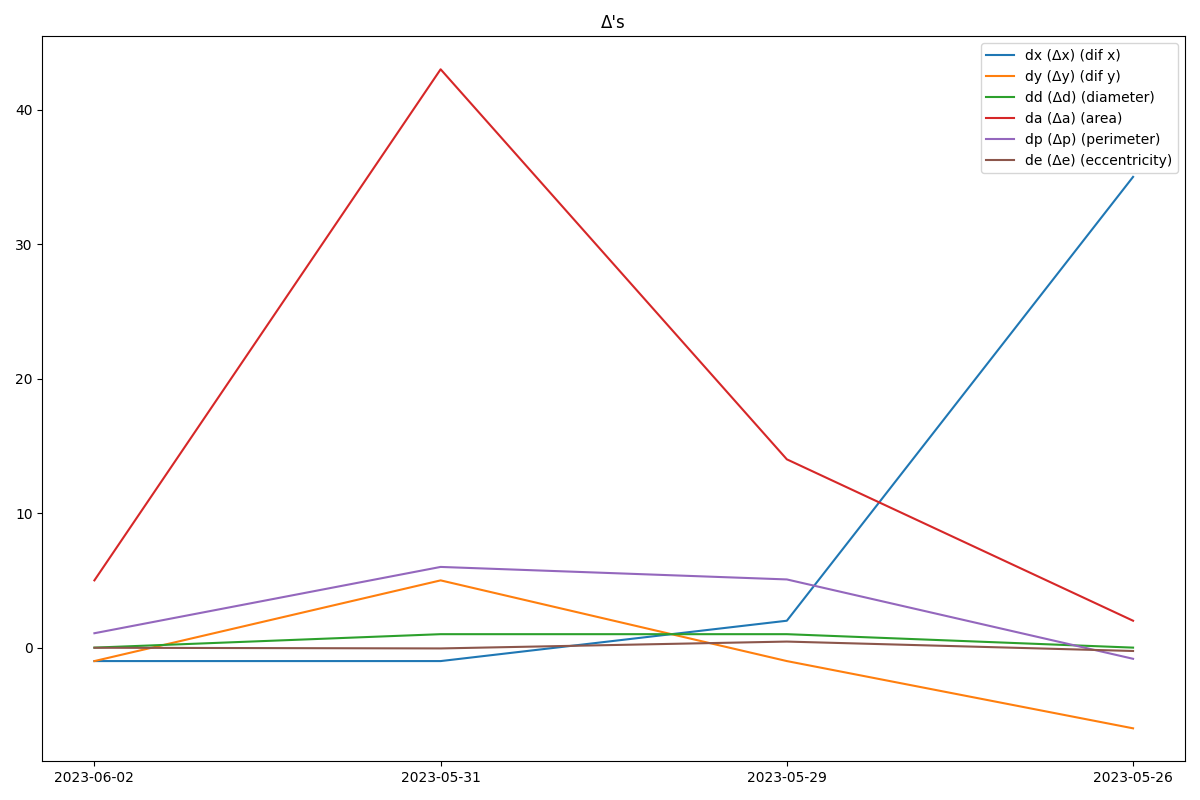 Δ's
dx (Δx) (dif x)
dy (Δy) (dif y)
dd (Δd) (diameter)
da (Δa) (area)
dp (Δp) (perimeter)
de (Δe) (eccentricity)
40
30
20
10
0
2023-06-02 2023-05-31 2023-05-29 2023-05-26